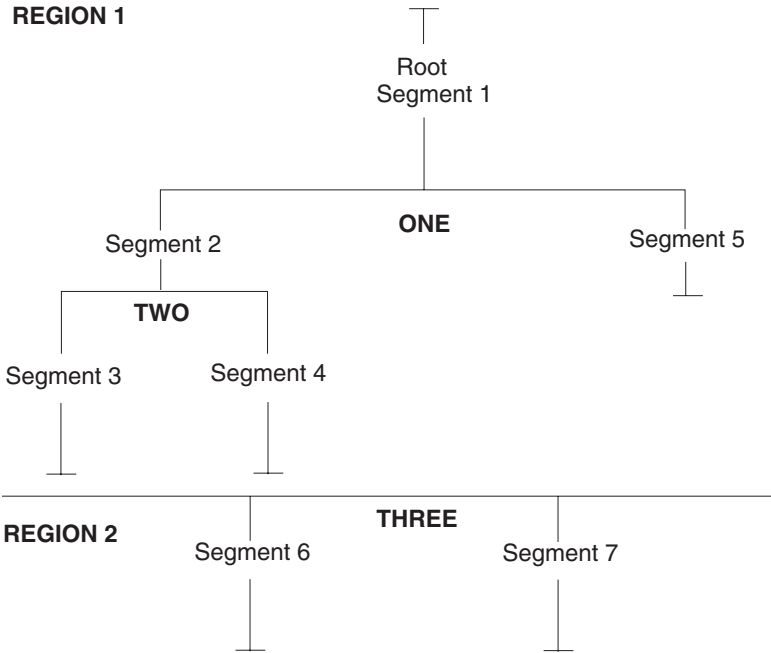 REGION 1
Root
Segment 1
ONE
Segment 2
Segment 5
TWO
Segment 3
Segment 4
THREE
REGION 2
Segment 6
Segment 7